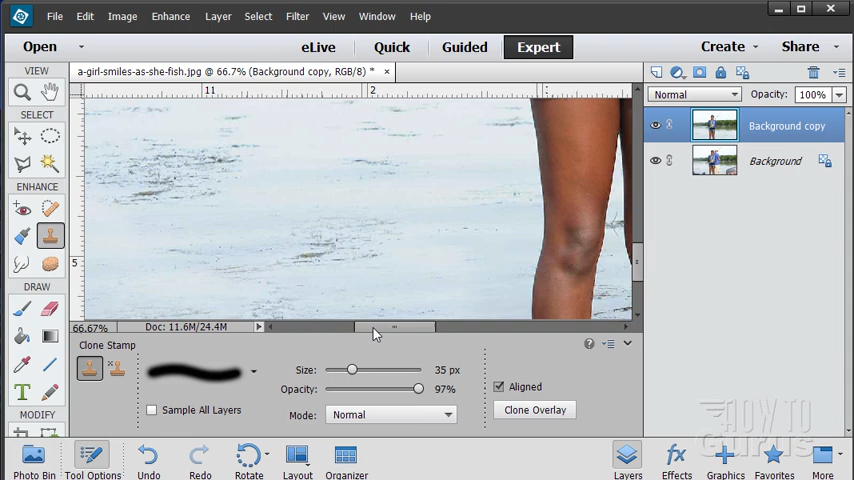 File Edit Image Enhance Layer Select Filter View Window Help
Open eLive Quick Guided Expert Create Share
VIEW
a-girl-smiles-as-she-fish.jpg @ 66.7% (Background copy, RGB/8) * ×
11 2
Normal Opacity: 100%
SELECT
Background copy
Background
ENHANCE
5
DRAW
66.67% Doc: 11.6M/24.4M
Clone Stamp
Size: 35 px
Opacity: 97% Aligned
Sample All Layers Mode: Normal Clone Overlay
MODIFY
HOW TO
GURUS
Photo Bin Tool Options Undo Redo Rotate Layout Organizer Layers Effects Graphics Favorites More